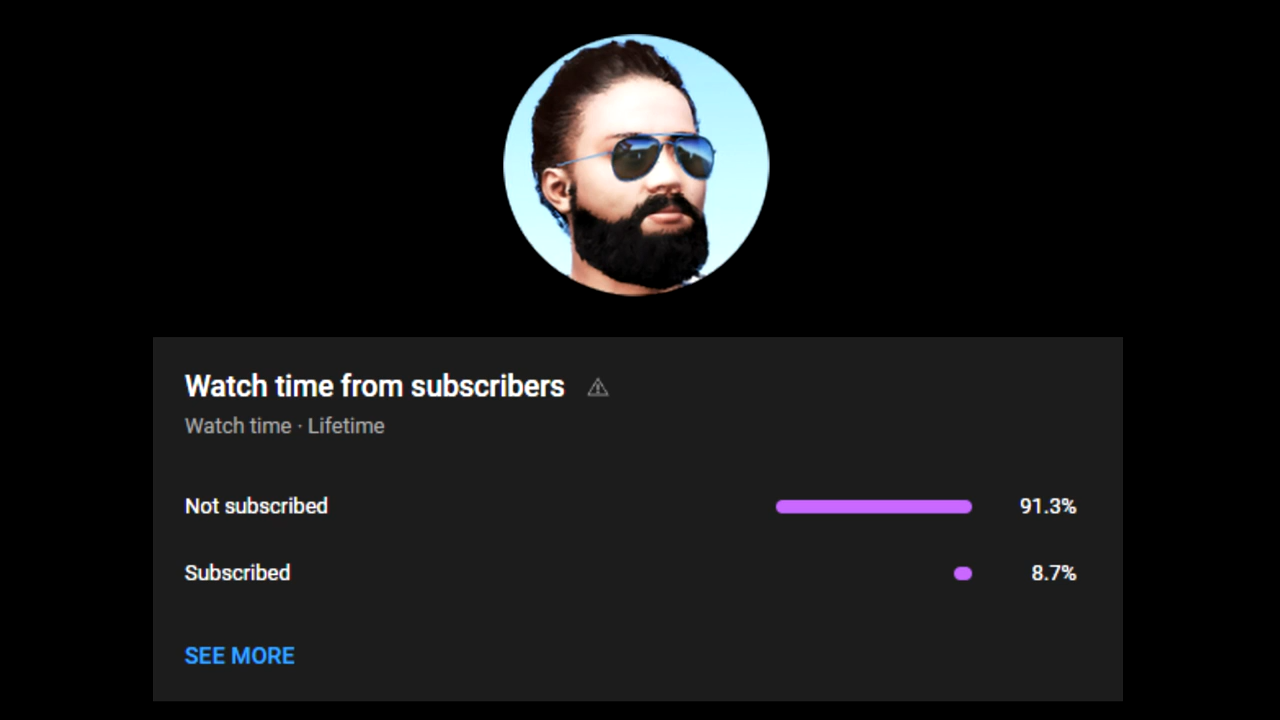 Watch time from subscribers
Watch time · Lifetime
Not subscribed 91.3%
Subscribed 8.7%
SEE MORE